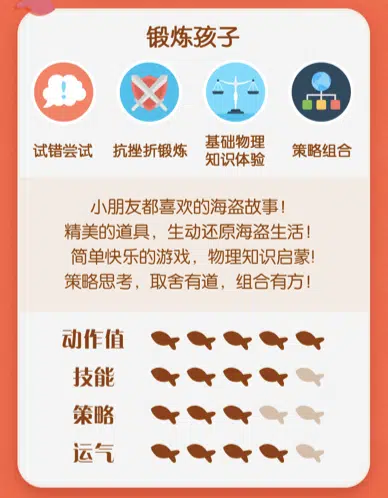 锻炼孩子
试错尝试
抗挫折锻炼
基础物理
知识体验
策略组合
小朋友都喜欢的海盗故事！
精美的道具，生动还原海盗生活！
简单快乐的游戏，物理知识启蒙！
策略思考，取舍有道，组合有方！
动作值
技能
策略
运气